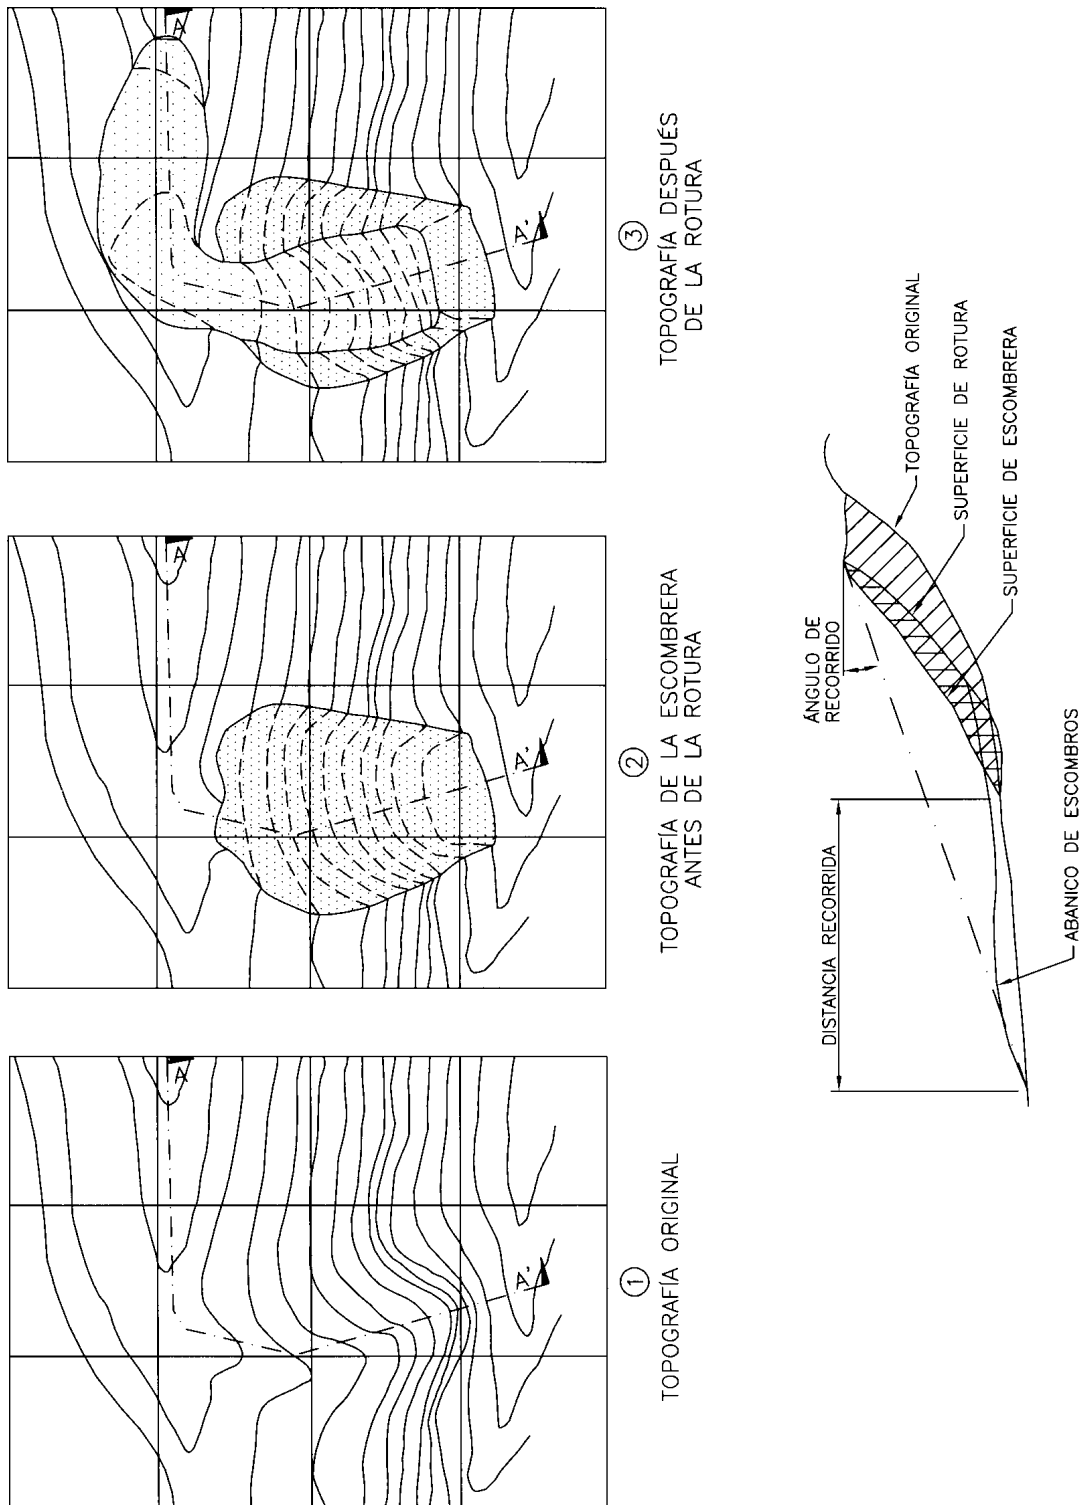 A
A'
①
TOPOGRAFÍA ORIGINAL
A
A'
②
TOPOGRAFÍA DE LA ESCOMBRERA
ANTES DE LA ROTURA
A
A'
③
TOPOGRAFÍA DESPUÉS
DE LA ROTURA
DISTANCIA RECORRIDA
ÁNGULO DE
RECORRIDO
TOPOGRAFÍA ORIGINAL
SUPERFICIE DE ROTURA
SUPERFICIE DE ESCOMBRERA
ABANICO DE ESCOMBROS